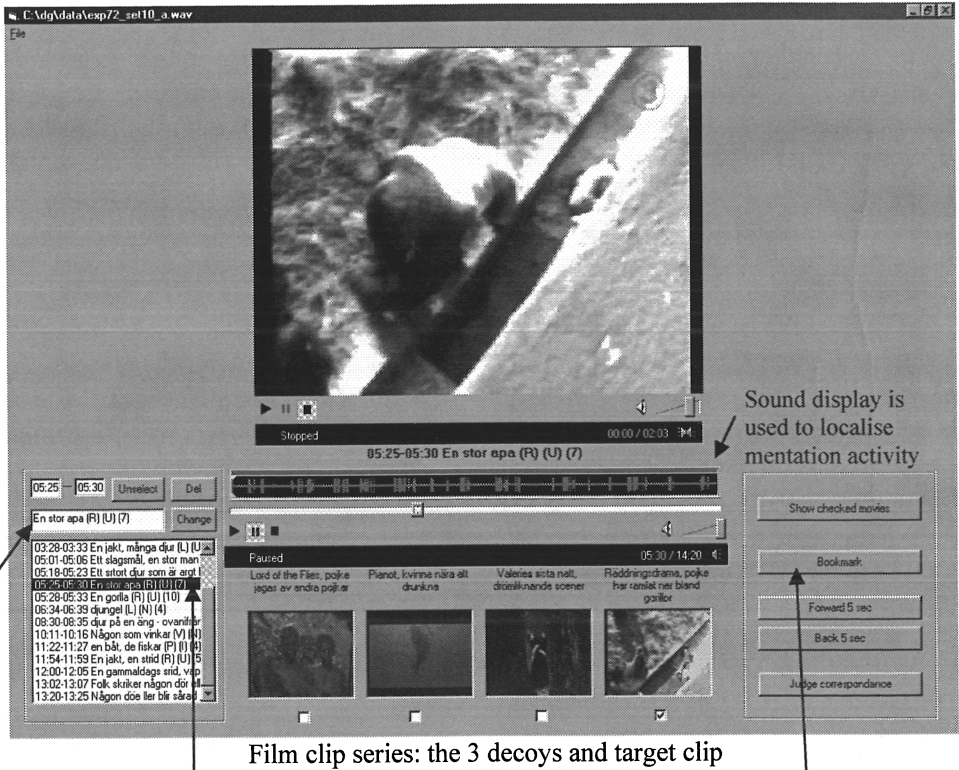 C:\dg\data\exp72_set10_a.wav
File
Stopped
00:00 / 02:03
05:25-05:30 En stor apa (R) (U) (7)
Sound display is
used to localise
mentation activity
05:25 — 05:30 Unselect Del
En stor apa (R) (U) (7) Change
03:28-03:33 En jakt, många djur (L) (U
05:01-05:06 Ett slagsmål, en stor man
05:18-05:23 Ett stort djur som är argt
05:25-05:30 En stor apa (R) (U) (7)
05:28-05:33 En gorilla (R) (U) (10)
06:34-06:39 djungel (L) (N) (4)
08:30-08:35 djur på en äng - ovanifrår
10:11-10:16 Någon som vinkar (V) (N)
11:22-11:27 en båt, de fiskar (P) (I) (4)
11:54-11:59 En jakt, en strid (R) (U) (5
12:00-12:05 En gammaldags srid, vap
13:02-13:07 Folk skriker någon dör ell
13:20-13:25 Någon döe ller blir sårad
Paused
05:30 / 14:20
Lord of the Flies, pojke
jagas av andra pojkar
Pianot, kvinna nära att
drunkna
Valeries sista natt,
drömliknande scener
Räddningsdrama, pojke
har ramlat ner bland
gorillor
Show checked movies
Bookmark
Forward 5 sec
Back 5 sec
Judge correspondance
Film clip series: the 3 decoys and target clip